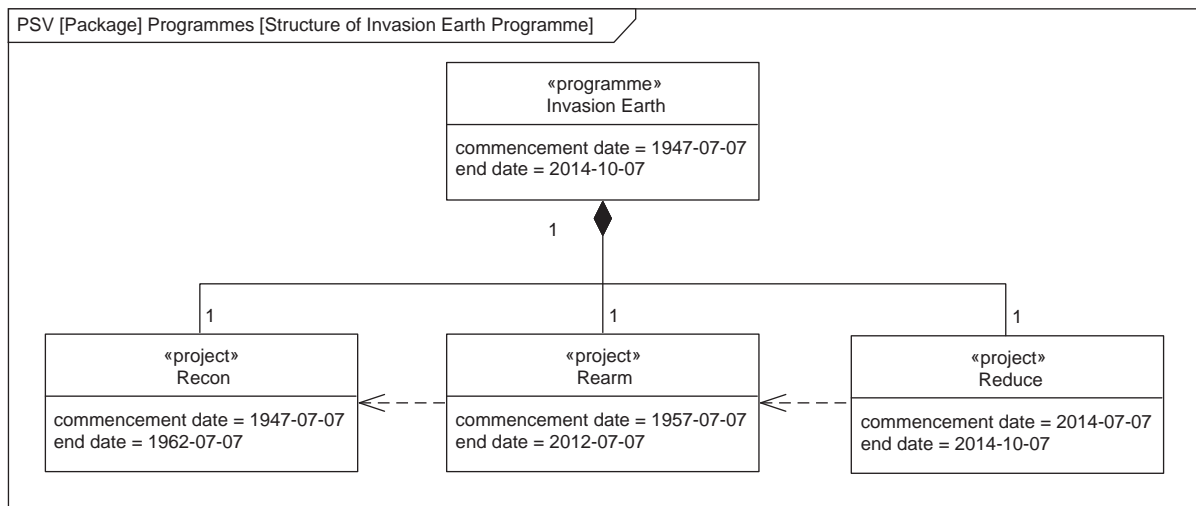 PSV [Package] Programmes [Structure of Invasion Earth Programme]
«programme»
Invasion Earth
commencement date = 1947-07-07
end date = 2014-10-07
1
1
1
1
«project»
Recon
commencement date = 1947-07-07
end date = 1962-07-07
«project»
Rearm
commencement date = 1957-07-07
end date = 2012-07-07
«project»
Reduce
commencement date = 2014-07-07
end date = 2014-10-07